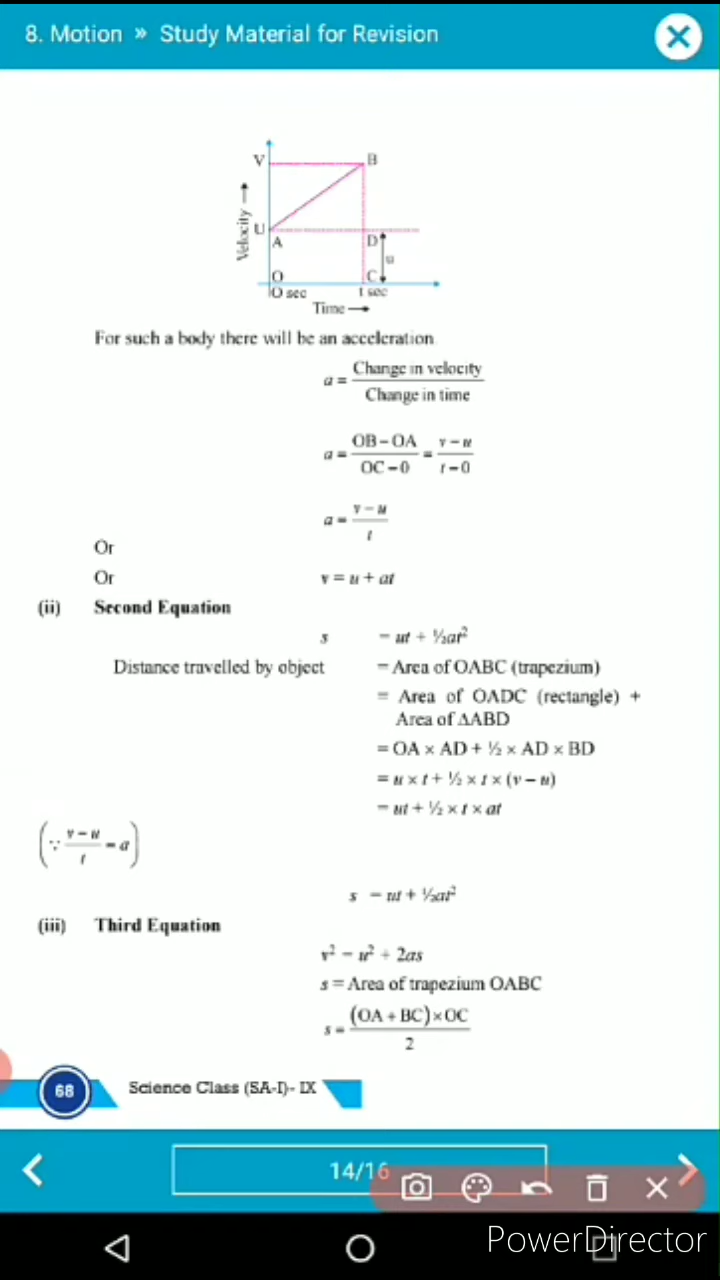 8. Motion » Study Material for Revision
V
B
Velocity →
U
A
D
u
O
C
O sec
t sec
Time →
For such a body there will be an acceleration
a = Change in velocity / Change in time
a = OB – OA / OC – 0 = v – u / t – 0
a = v – u / t
Or
Or v = u + at
(ii) Second Equation
s = ut + ½at²
Distance travelled by object = Area of OABC (trapezium)
= Area of OADC (rectangle) +
Area of ΔABD
= OA × AD + ½ × AD × BD
= u × t + ½ × t × (v – u)
= ut + ½ × t × at
(∵ v – u / t = a)
s = ut + ½at²
(iii) Third Equation
v² = u² + 2as
s = Area of trapezium OABC
s = (OA + BC) × OC / 2
68 Science Class (SA-I)- IX
14/16
PowerDirector